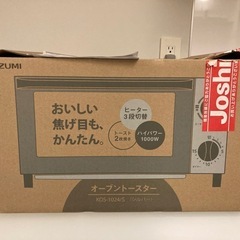 ZUMI
Joshi
おいしい
焦げ目も、
かんたん。
ヒーター
3段切替
トースト
2枚焼き
ハイパワー
1000W
オーブントースター